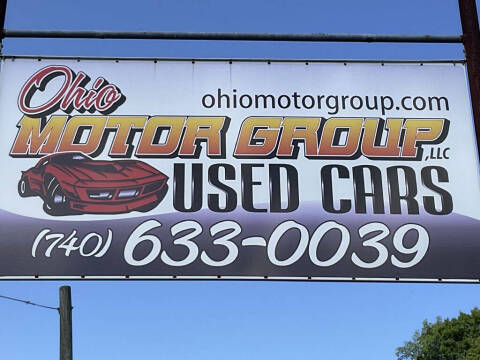 Ohio
ohiomotorgroup.com
MOTOR GROUP, LLC
USED CARS
(740) 633-0039